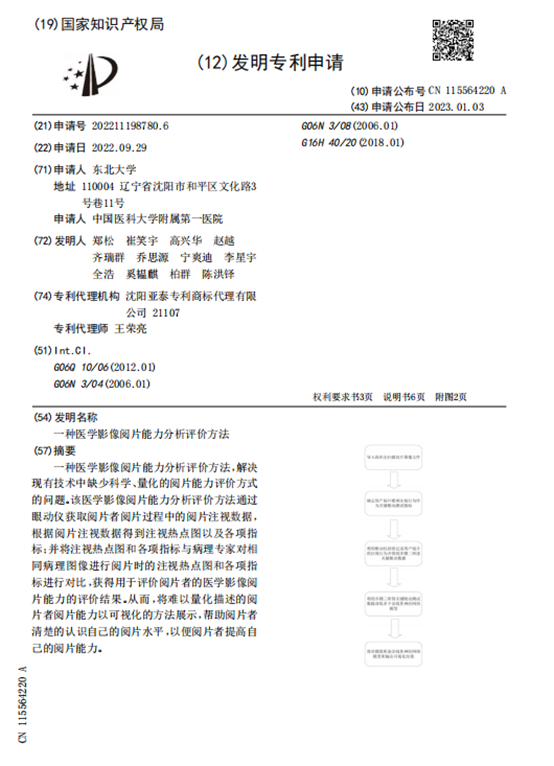 (19)国家知识产权局
(12)发明专利申请
(10)申请公布号 CN 115564220 A
(43)申请公布日 2023.01.03
(21)申请号 202211198780.6
(22)申请日 2022.09.29
(71)申请人 东北大学
地址 110004 辽宁省沈阳市和平区文化路3
号巷11号
申请人 中国医科大学附属第一医院
(72)发明人 郑松 崔笑宇 高兴华 赵越
齐瑞群 乔思源 宁爽迪 李星宇
全浩 奚韫麒 柏群 陈洪铎
(74)专利代理机构 沈阳亚泰专利商标代理有限
公司 21107
专利代理师 王荣亮
(51)Int.Cl.
G06Q 10/06(2012.01)
G06N 3/04(2006.01)
G06N 3/08(2006.01)
G16H 40/20(2018.01)
权利要求书3页 说明书6页 附图2页
(54)发明名称
一种医学影像阅片能力分析评价方法
(57)摘要
一种医学影像阅片能力分析评价方法,解决
现有技术中缺少科学、量化的阅片能力评价方式
的问题。该医学影像阅片能力分析评价方法通过
眼动仪获取阅片者阅片过程中的阅片注视数据,
根据阅片注视数据得到注视热点图以及各项指
标;并将注视热点图和各项指标与病理专家对相
同病理图像进行阅片时的注视热点图和各项指
标进行对比,获得用于评价阅片者的医学影像阅
片能力的评价结果。从而,将难以量化描述的阅
片者阅片能力以可视化的方法展示,帮助阅片者
清楚的认识自己的阅片水平,以便阅片者提高自
己的阅片能力。
CN 115564220 A